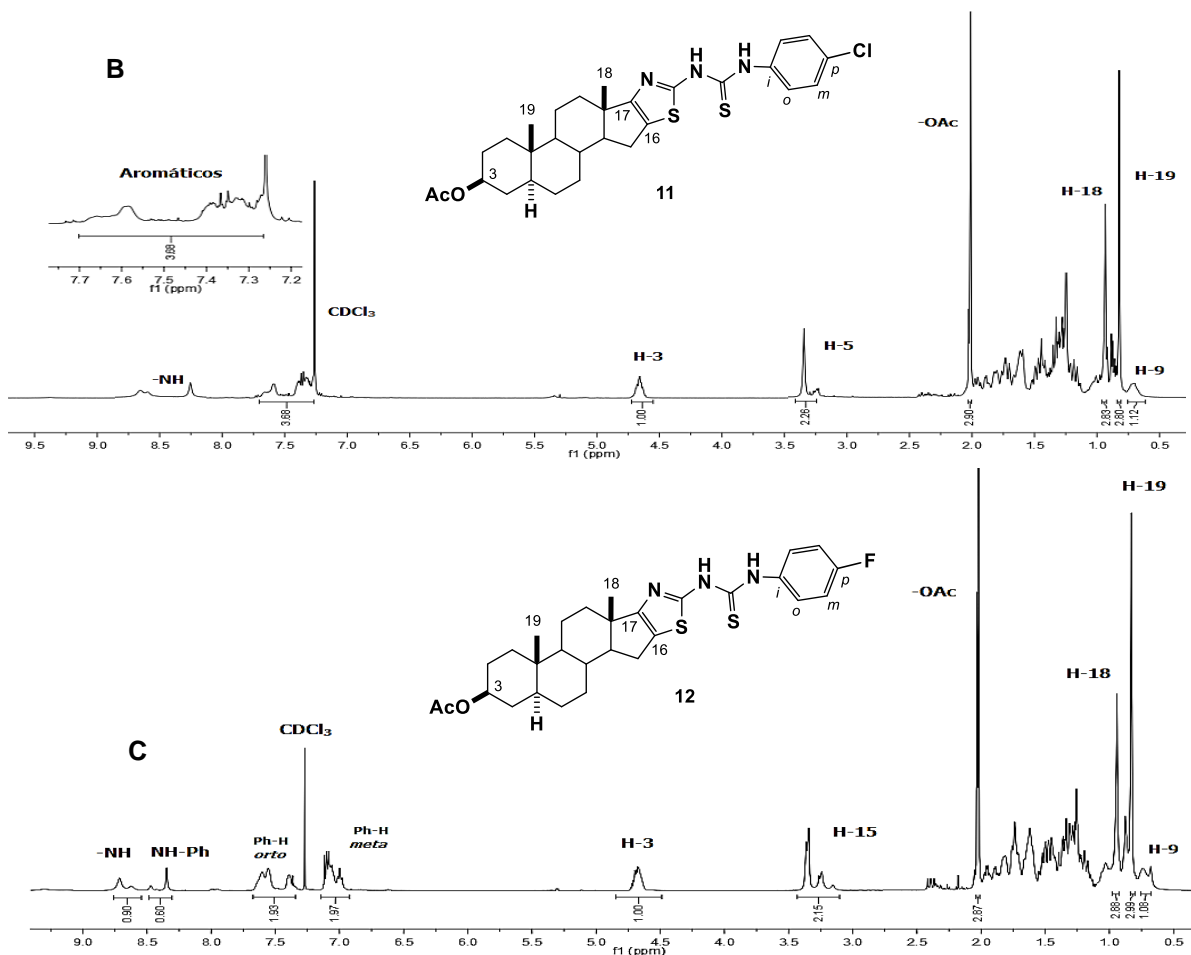 B
18
N
H
N
H
N
Cl
p
i
o
m
S
S
19
17
16
-OAc
H-19
H-18
Aromáticos
3
AcO
H
11
3.68
7.7 7.6 7.5 7.4 7.3 7.2
f1 (ppm)
CDCl3
H-3
H-5
-NH
H-9
3.68
1.00
2.26
2.90
2.83
2.80
1.12
9.5 9.0 8.5 8.0 7.5 7.0 6.5 6.0 5.5 5.0 4.5 4.0 3.5 3.0 2.5 2.0 1.5 1.0 0.5
f1 (ppm)
H-19
18
N
H
N
H
N
F
p
i
o
m
S
S
19
17
16
-OAc
H-18
3
AcO
H
12
CDCl3
C
-NH
NH-Ph
Ph-H
orto
Ph-H
meta
H-3
H-15
H-9
0.90
0.60
1.93
1.97
1.00
2.15
2.87
2.88
2.99
1.08
9.0 8.5 8.0 7.5 7.0 6.5 6.0 5.5 5.0 4.5 4.0 3.5 3.0 2.5 2.0 1.5 1.0 0.5
f1 (ppm)